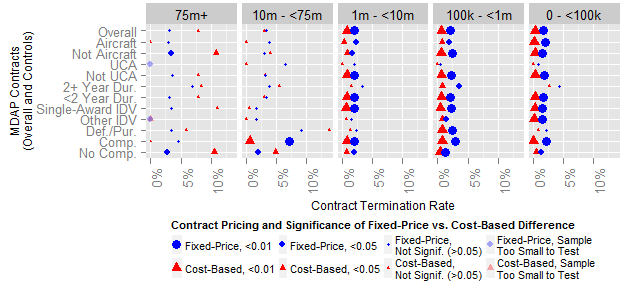 75m+ 10m - <75m 1m - <10m 100k - <1m 0 - <100k
MDAP Contracts
(Overall and Controls)
Overall
Aircraft
Not Aircraft
UCA
Not UCA
2+ Year Dur.
<2 Year Dur.
Single-Award IDV
Other IDV
Def./Pur.
Comp.
No Comp.
0% 5% 10% 0% 5% 10% 0% 5% 10% 0% 5% 10% 0% 5% 10%
Contract Termination Rate
Contract Pricing and Significance of Fixed-Price vs. Cost-Based Difference
Fixed-Price, <0.01 Fixed-Price, <0.05 Fixed-Price, Not Signif. (>0.05) Fixed-Price, Sample Too Small to Test
Cost-Based, <0.01 Cost-Based, <0.05 Cost-Based, Not Signif. (>0.05) Cost-Based, Sample Too Small to Test